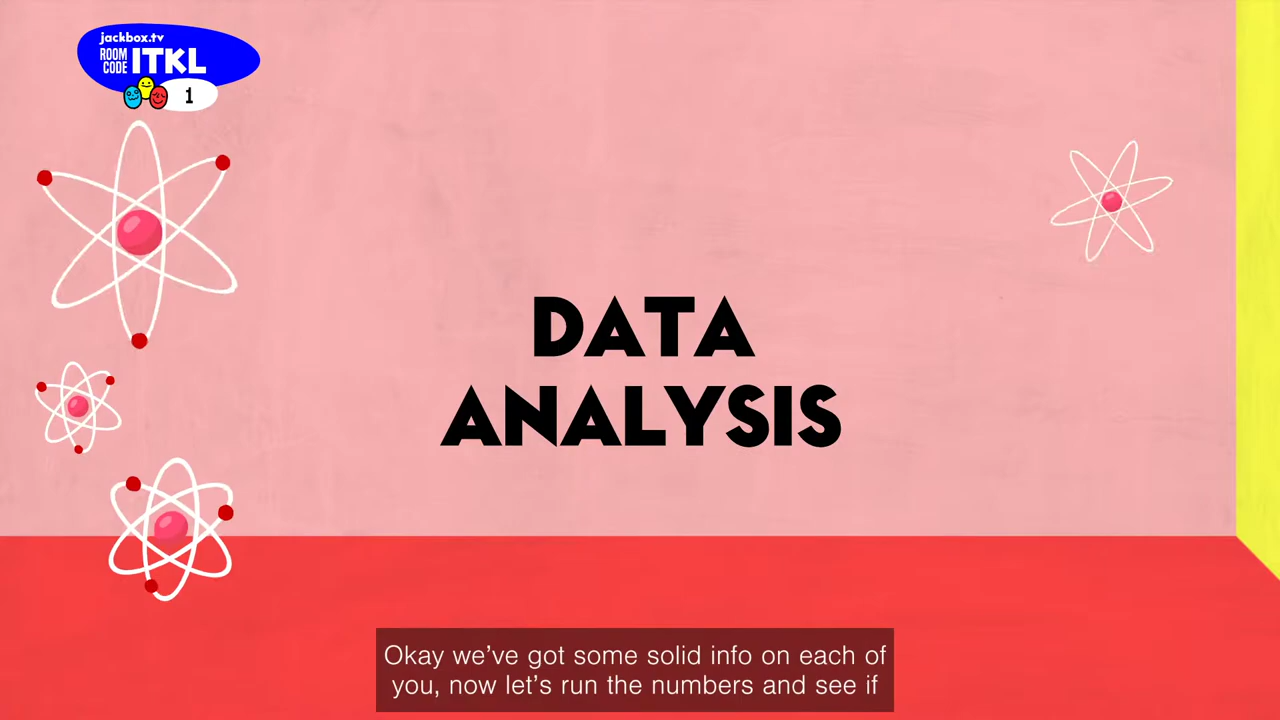 jackbox.tv
ROOM
CODE
ITKL
1
DATA
ANALYSIS
Okay we've got some solid info on each of
you, now let's run the numbers and see if